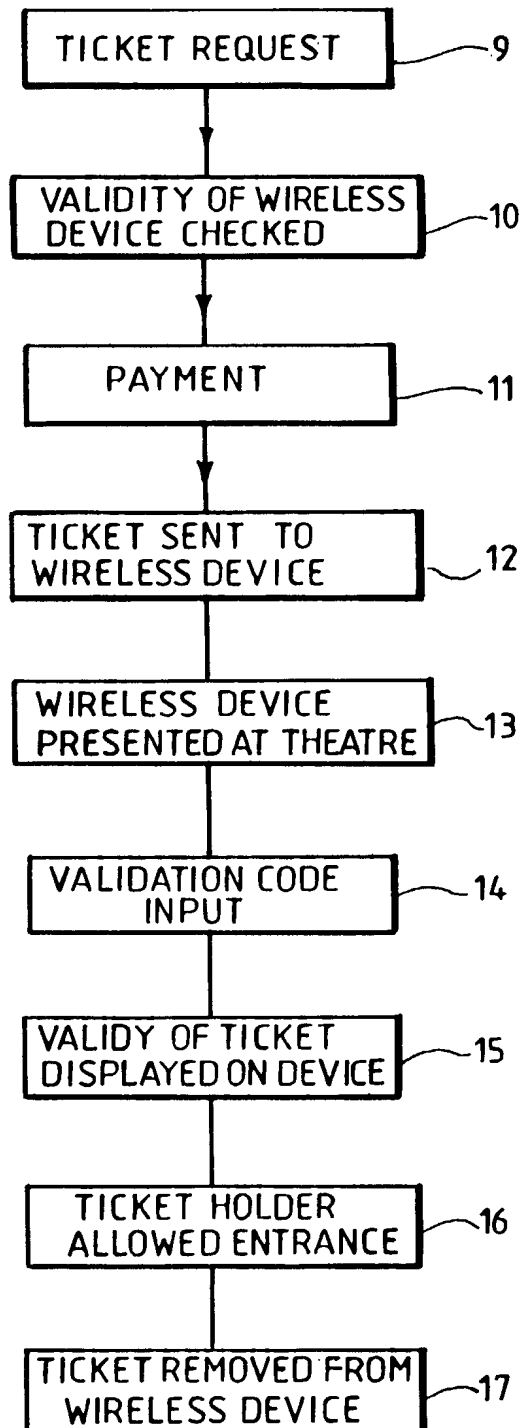 TICKET REQUEST
9
VALIDITY OF WIRELESS
DEVICE CHECKED
10
PAYMENT
11
TICKET SENT TO
WIRELESS DEVICE
12
WIRELESS DEVICE
PRESENTED AT THEATRE
13
VALIDATION CODE
INPUT
14
VALIDY OF TICKET
DISPLAYED ON DEVICE
15
TICKET HOLDER
ALLOWED ENTRANCE
16
TICKET REMOVED FROM
WIRELESS DEVICE
17